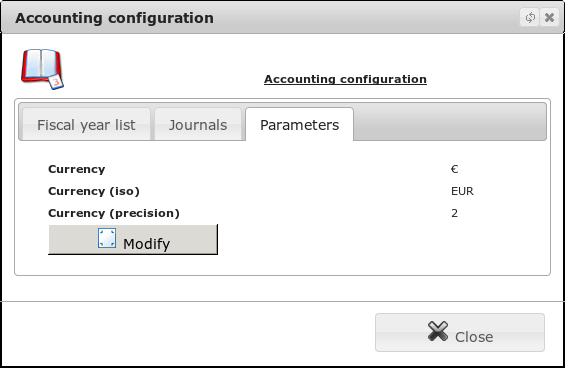 Accounting configuration
Accounting configuration
Fiscal year list Journals Parameters
Currency €
Currency (iso) EUR
Currency (precision) 2
Modify
Close